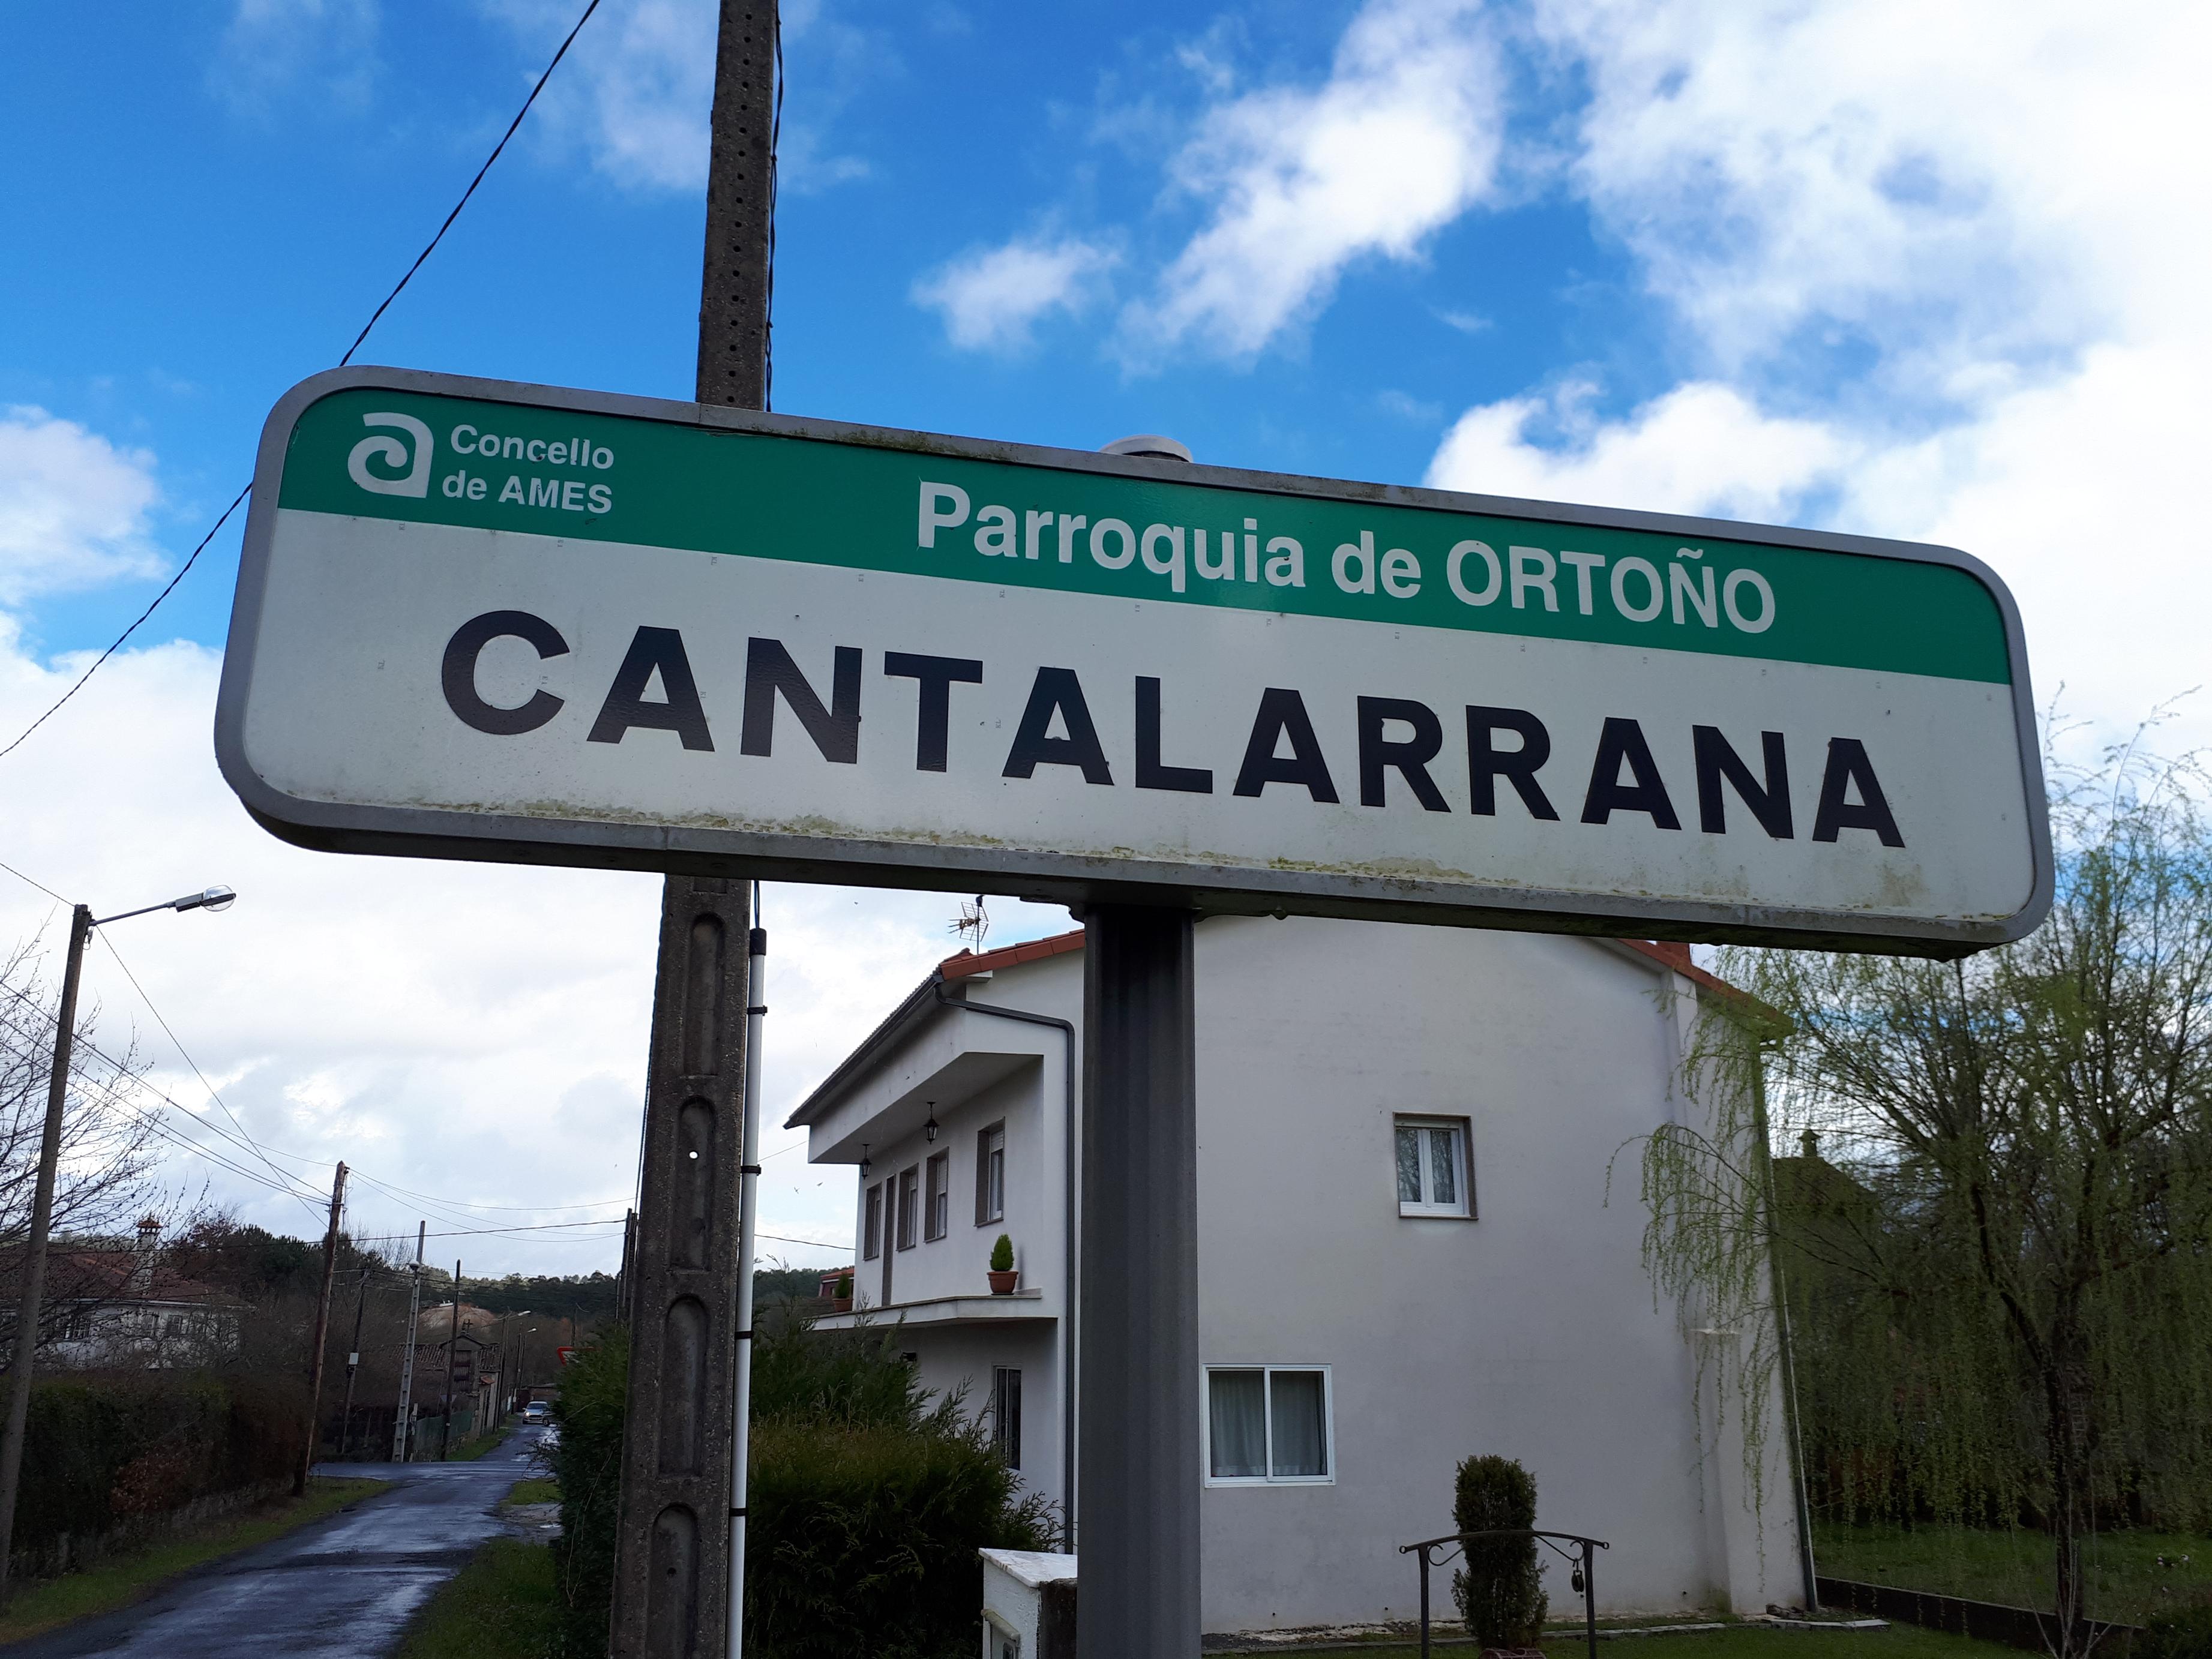 Concello
de AMES
Parroquia de ORTOÑO
CANTALARRANA